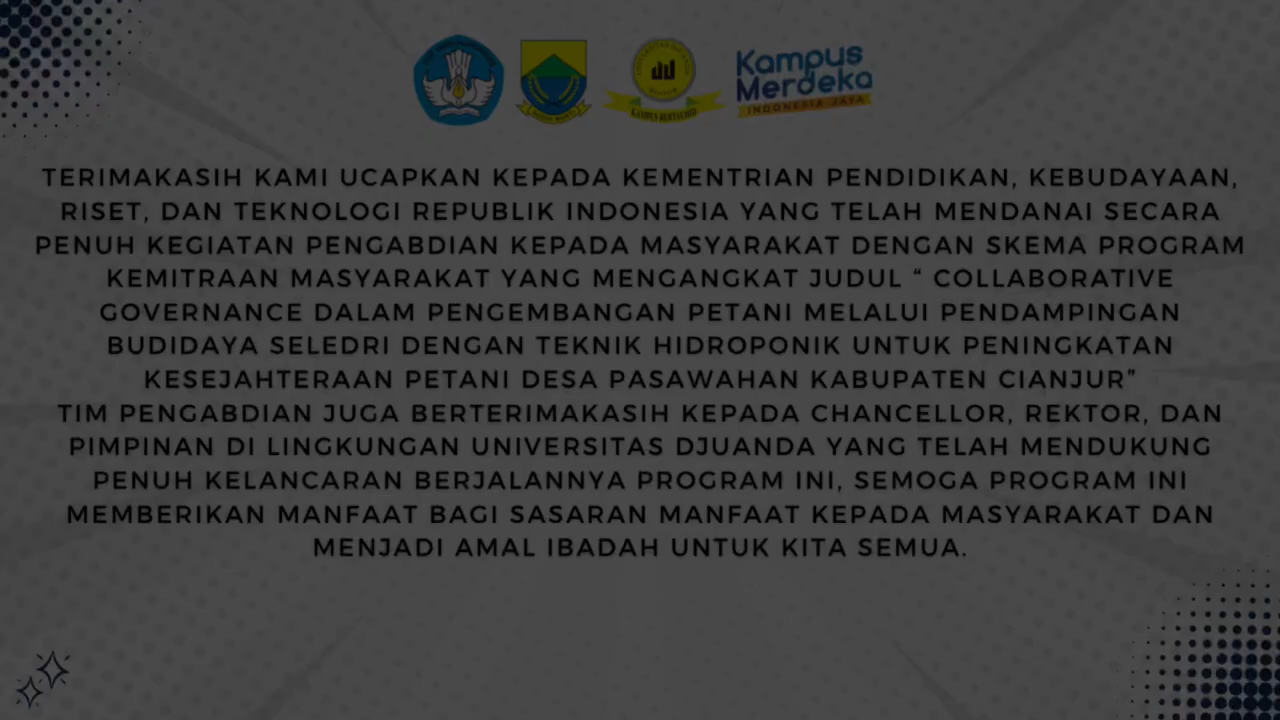 Kampus
Merdeka
INDONESIA JAYA
TERIMAKASIH KAMI UCAPKAN KEPADA KEMENTRIAN PENDIDIKAN, KEBUDAYAAN,
RISET, DAN TEKNOLOGI REPUBLIK INDONESIA YANG TELAH MENDANAI SECARA
PENUH KEGIATAN PENGABDIAN KEPADA MASYARAKAT DENGAN SKEMA PROGRAM
KEMITRAAN MASYARAKAT YANG MENGANGKAT JUDUL “ COLLABORATIVE
GOVERNANCE DALAM PENGEMBANGAN PETANI MELALUI PENDAMPINGAN
BUDIDAYA SELEDRI DENGAN TEKNIK HIDROPONIK UNTUK PENINGKATAN
KESEJAHTERAAN PETANI DESA PASAWAHAN KABUPATEN CIANJUR”
TIM PENGABDIAN JUGA BERTERIMAKASIH KEPADA CHANCELLOR, REKTOR, DAN
PIMPINAN DI LINGKUNGAN UNIVERSITAS DJUANDA YANG TELAH MENDUKUNG
PENUH KELANCARAN BERJALANNYA PROGRAM INI, SEMOGA PROGRAM INI
MEMBERIKAN MANFAAT BAGI SASARAN MANFAAT KEPADA MASYARAKAT DAN
MENJADI AMAL IBADAH UNTUK KITA SEMUA.